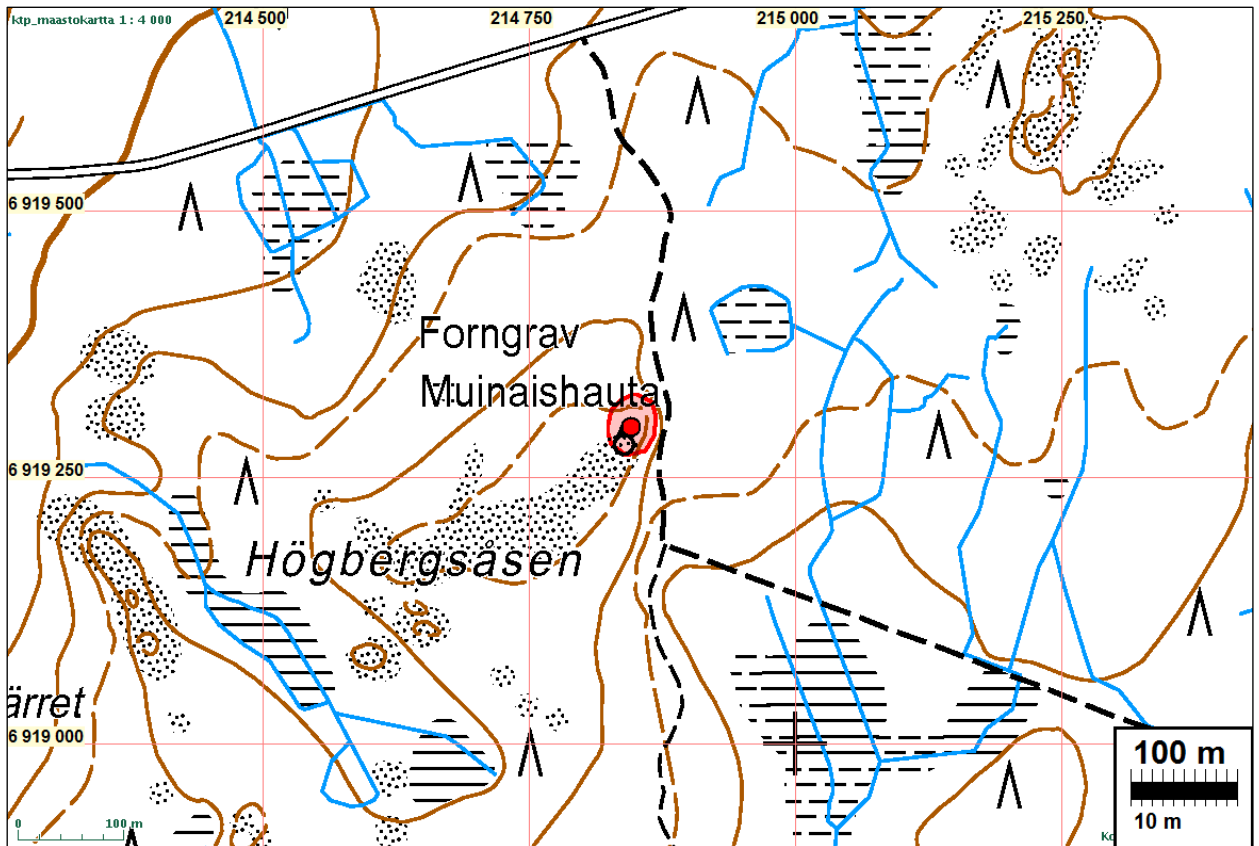 ktp_maastokartta 1 : 4 000
214 500
214 750
215 000
215 250
6 919 500
Forngrav
Muinaishauta
6 919 250
Högbergsåsen
ärret
6 919 000
100 m
10 m
0 100 m